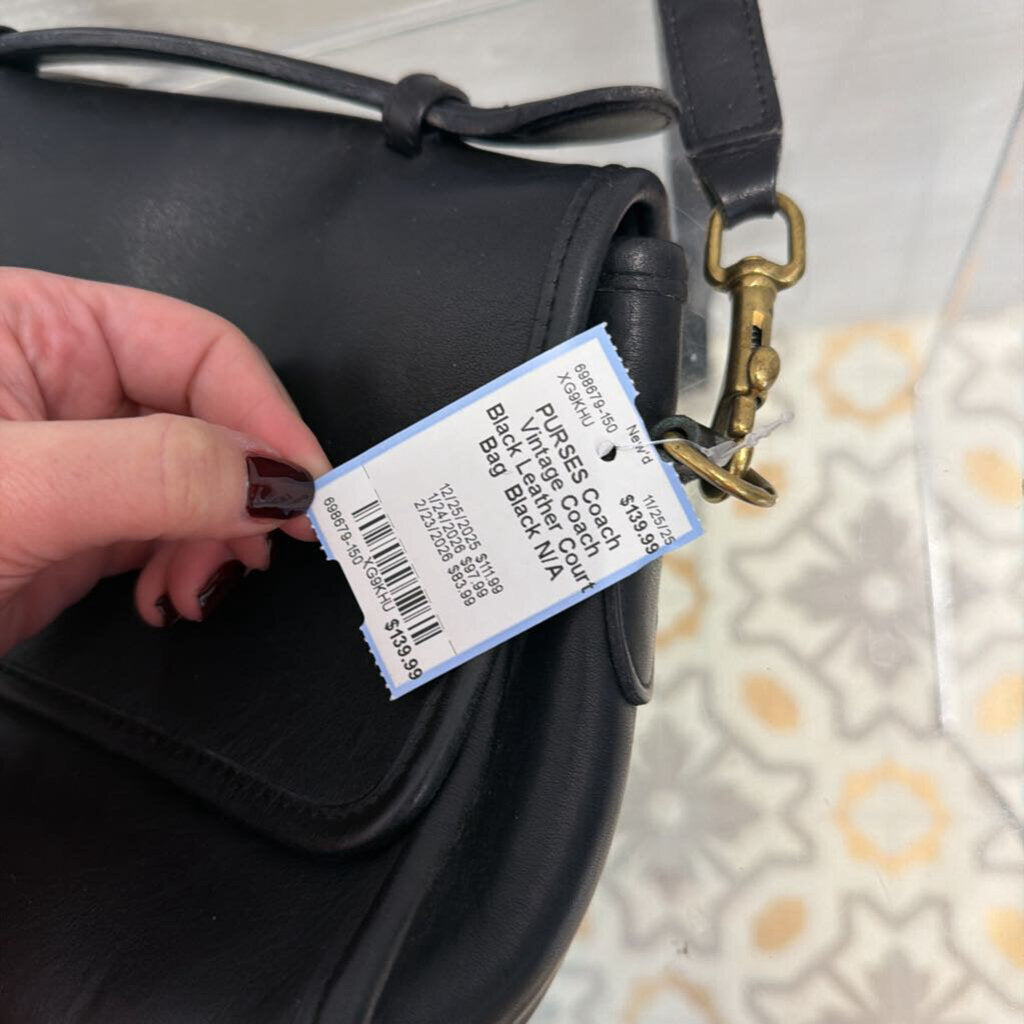 698679-150
XG9KHU
New'd 11/25/25
$139.99
PURSES Coach
Vintage Coach
Black Leather Court
Bag Black N/A
12/25/2025 $111.99
1/24/2026 $97.99
2/23/2026 $83.99
698679-150 XG9KHU $139.99